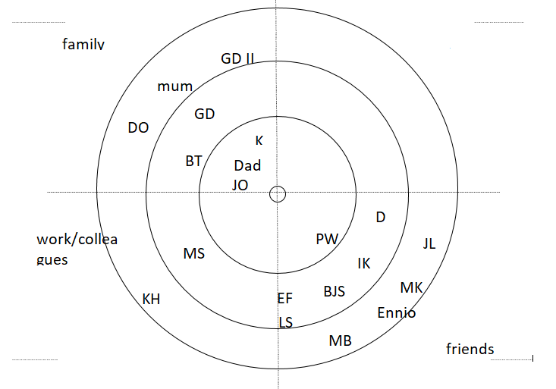 family
GD II
mum
GD
DO
K
BT
Dad
JO
D
work/collea
gues
PW
JL
MS
IK
MK
BJS
KH
EF
Ennio
LS
MB
friends